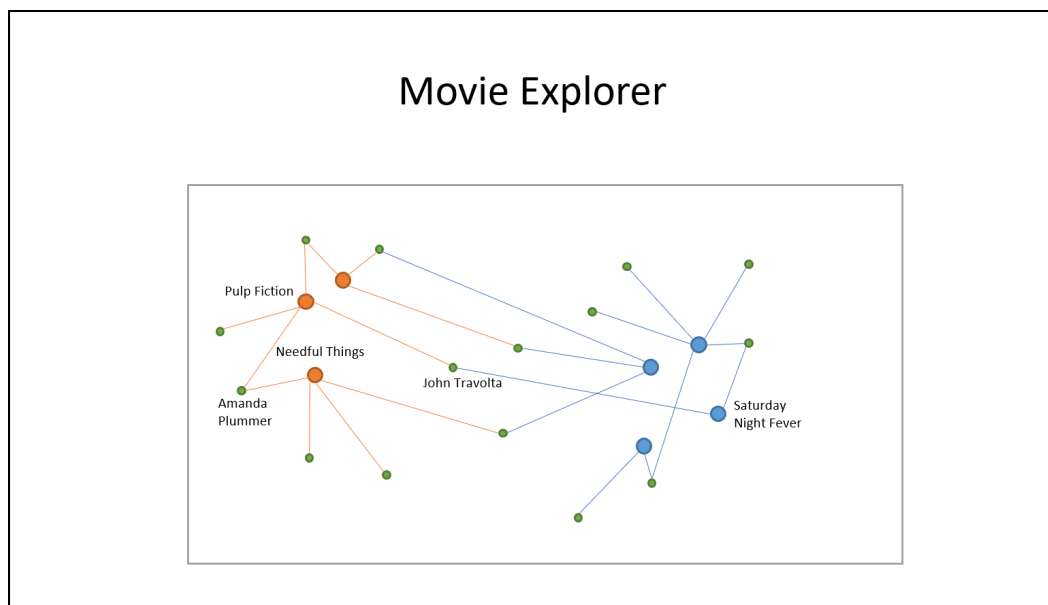 Movie Explorer
Pulp Fiction
Needful Things
John Travolta
Amanda
Plummer
Saturday
Night Fever